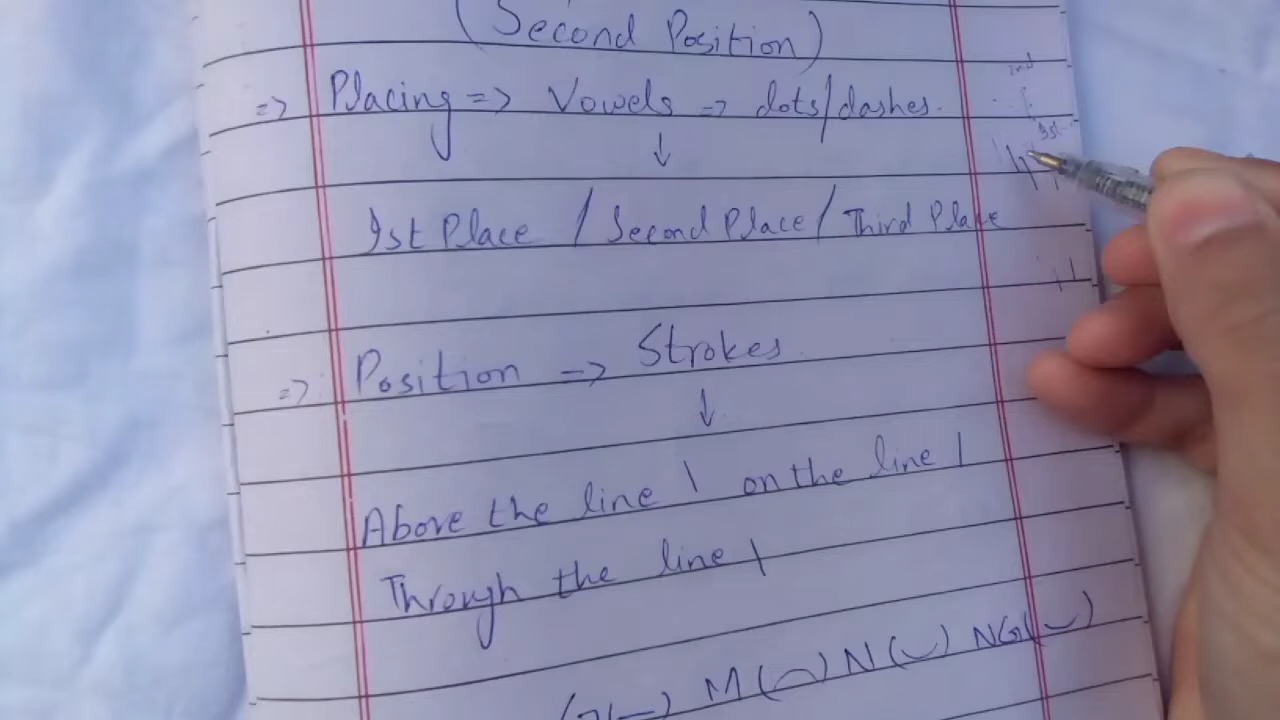 (Second Position)
=> Placing => Vowels => dots/dashes.
↓
1st Place / Second Place / Third Place
=> Position => Strokes
↓
Above the line \ on the line |
Through the line |
M (⌒) N (‿) NG (‿)